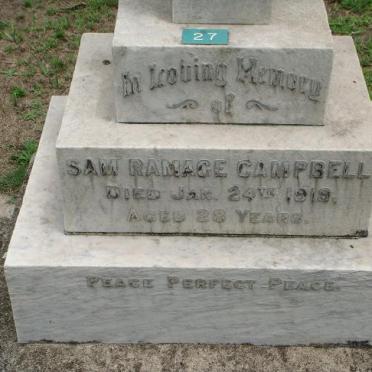 27
In Loving Memory
of
SAM RAMAGE CAMPBELL
DIED JAN. 24TH 1919.
AGED 28 YEARS.
PEACE PERFECT PEACE.